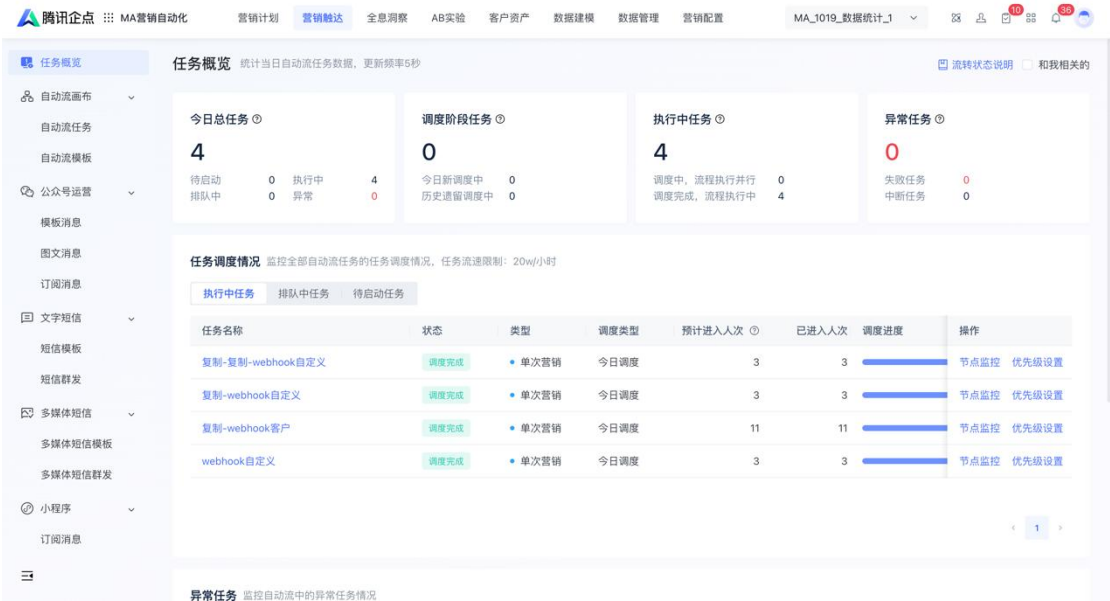 腾讯企点 MA营销自动化 营销计划 营销触达 全息洞察 AB实验 客户资产 数据建模 数据管理 营销配置 MA_1019_数据统计_1 10 36
任务概览
自动流画布
自动流任务
自动流模板
公众号运营
模板消息
图文消息
订阅消息
文字短信
短信模板
短信群发
多媒体短信
多媒体短信模板
多媒体短信群发
小程序
订阅消息
任务概览 统计当日自动流任务数据，更新频率5秒 流转状态说明 和我相关的
今日总任务
4
待启动 0 执行中 4
排队中 0 异常 0
调度阶段任务
0
今日新调度中 0
历史遗留调度中 0
执行中任务
4
调度中，流程执行并行 0
调度完成，流程执行中 4
异常任务
0
失败任务 0
中断任务 0
任务调度情况 监控全部自动流任务的任务调度情况，任务流速限制：20w/小时
执行中任务 排队中任务 待启动任务
任务名称 状态 类型 调度类型 预计进入人次 已进入人次 调度进度 操作
复制-复制-webhook自定义 调度完成 单次营销 今日调度 3 3 节点监控 优先级设置
复制-webhook自定义 调度完成 单次营销 今日调度 3 3 节点监控 优先级设置
复制-webhook客户 调度完成 单次营销 今日调度 11 11 节点监控 优先级设置
webhook自定义 调度完成 单次营销 今日调度 3 3 节点监控 优先级设置
1
异常任务 监控自动流中的异常任务情况